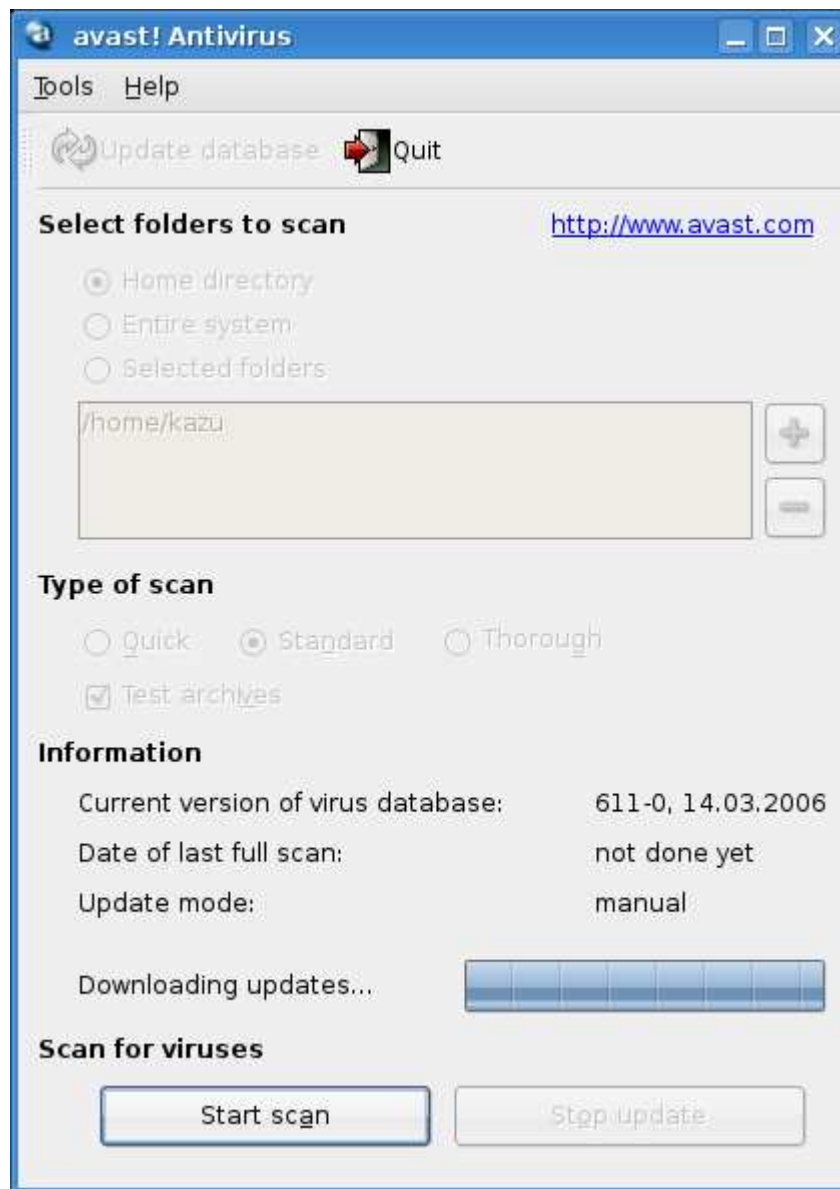 avast! Antivirus
Tools Help
Update database Quit
Select folders to scan http://www.avast.com
Home directory
Entire system
Selected folders
/home/kazu
Type of scan
Quick Standard Thorough
Test archives
Information
Current version of virus database: 611-0, 14.03.2006
Date of last full scan: not done yet
Update mode: manual
Downloading updates...
Scan for viruses
Start scan Stop update